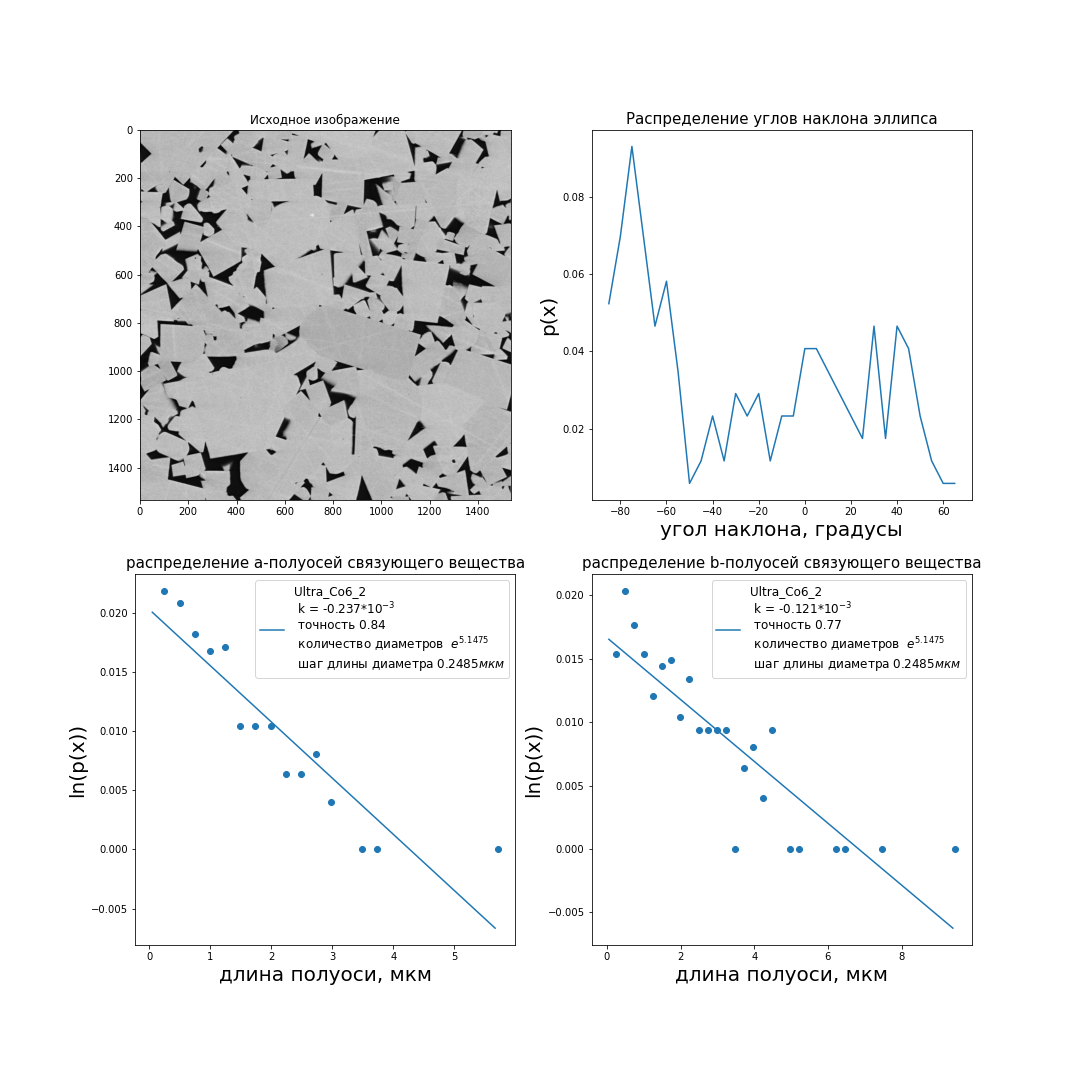 Исходное изображение
0
200
400
600
800
1000
1200
1400
0 200 400 600 800 1000 1200 1400
Распределение углов наклона эллипса
p(x)
0.08
0.06
0.04
0.02
−80 −60 −40 −20 0 20 40 60
угол наклона, градусы
распределение a-полуосей связующего вещества
Ultra_Co6_2
k = -0.237*10⁻³
точность 0.84
количество диаметров e^5.1475
шаг длины диаметра 0.2485мкм
ln(p(x))
0.020
0.015
0.010
0.005
0.000
−0.005
0 1 2 3 4 5
длина полуоси, мкм
распределение b-полуосей связующего вещества
Ultra_Co6_2
k = -0.121*10⁻³
точность 0.77
количество диаметров e^5.1475
шаг длины диаметра 0.2485мкм
ln(p(x))
0.020
0.015
0.010
0.005
0.000
−0.005
0 2 4 6 8
длина полуоси, мкм